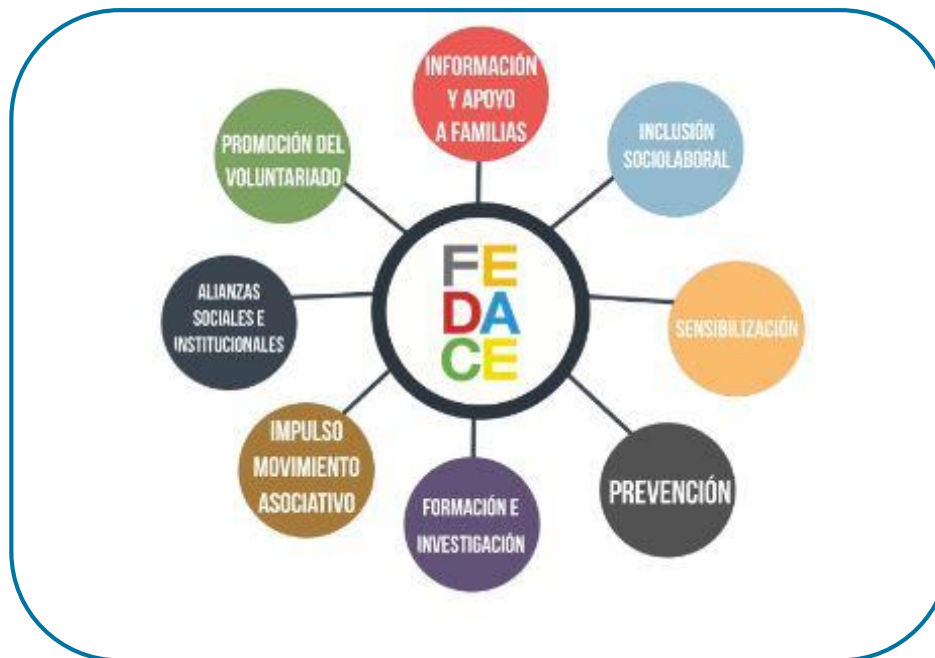 INFORMACIÓN
Y APOYO
A FAMILIAS
INCLUSIÓN
SOCIOLABORAL
SENSIBILIZACIÓN
PREVENCIÓN
FORMACIÓN E
INVESTIGACIÓN
IMPULSO
MOVIMIENTO
ASOCIATIVO
ALIANZAS
SOCIALES E
INSTITUCIONALES
PROMOCIÓN DEL
VOLUNTARIADO
FE
DA
CE